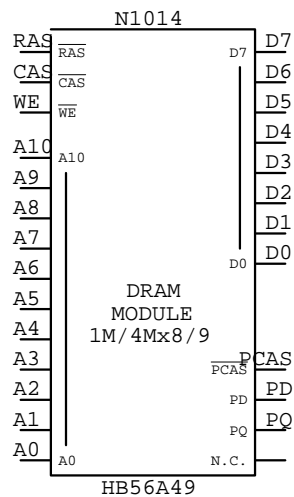 N1014
RAS RAS D7 D7
CAS CAS D6
WE WE D5
D4
A10 A10 D3
A9 D2
A8 D1
A7 D0 D0
A6
A5 DRAM
MODULE
A4 1M/4Mx8/9
A3 PCAS PCAS
A2 PD PD
A1 PQ PQ
A0 A0 N.C.
HB56A49